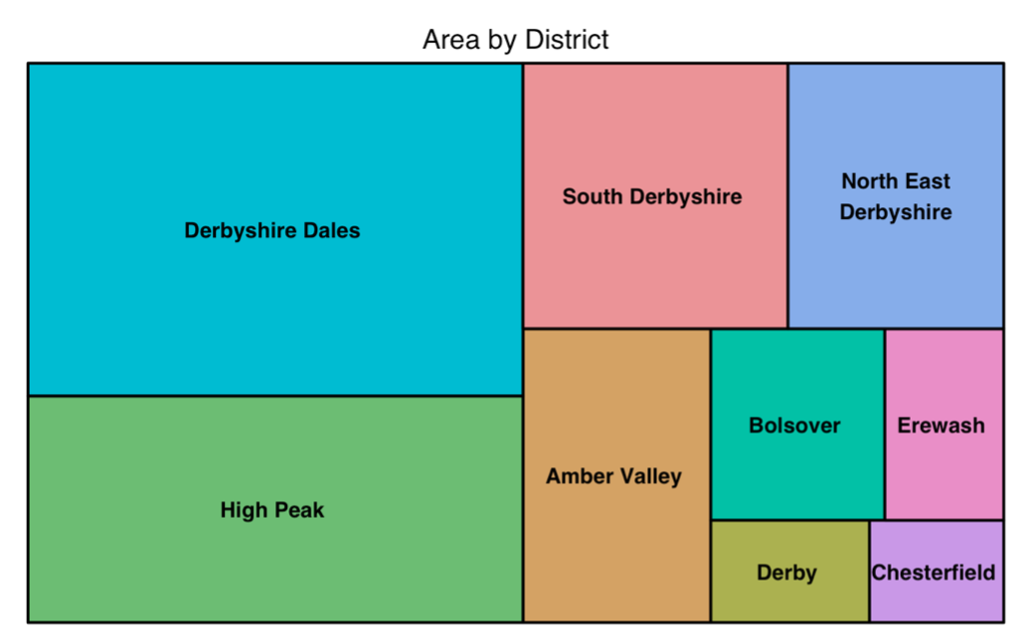 Area by District
Derbyshire Dales
South Derbyshire
North East
Derbyshire
High Peak
Amber Valley
Bolsover
Erewash
Derby
Chesterfield